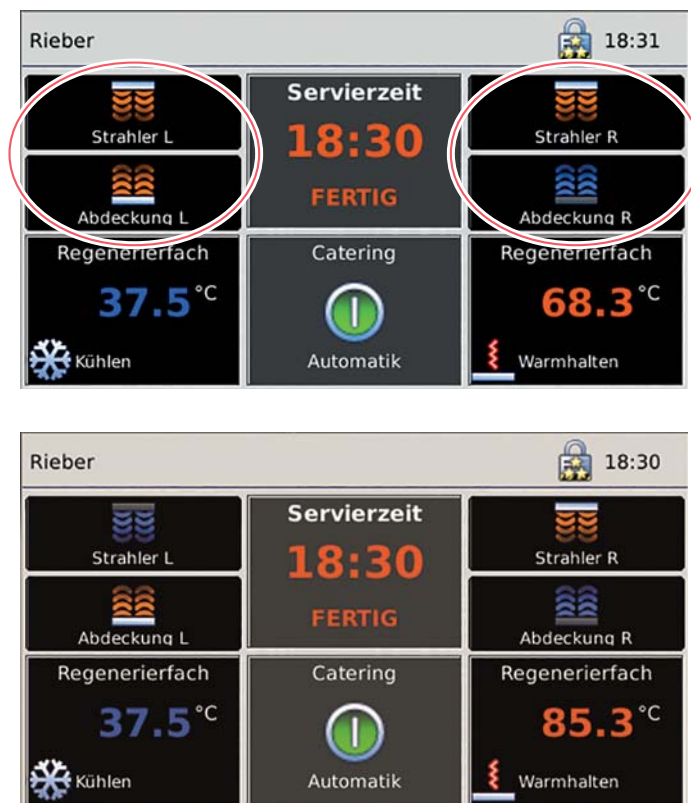 Rieber 18:31
Strahler L
Abdeckung L
Servierzeit
18:30
FERTIG
Strahler R
Abdeckung R
Regenerierfach
37.5 °C
Kühlen
Catering
Automatik
Regenerierfach
68.3 °C
Warmhalten
Rieber 18:30
Strahler L
Abdeckung L
Servierzeit
18:30
FERTIG
Strahler R
Abdeckung R
Regenerierfach
37.5 °C
Kühlen
Catering
Automatik
Regenerierfach
85.3 °C
Warmhalten